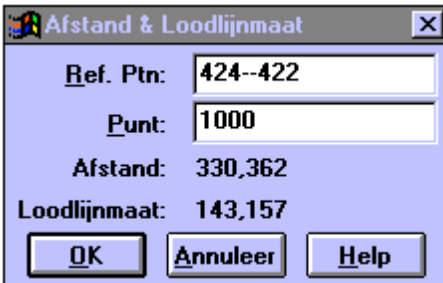 Afstand & Loodlijnmaat
Ref. Ptn: 424--422
Punt: 1000
Afstand: 330,362
Loodlijnmaat: 143,157
OK Annuleer Help